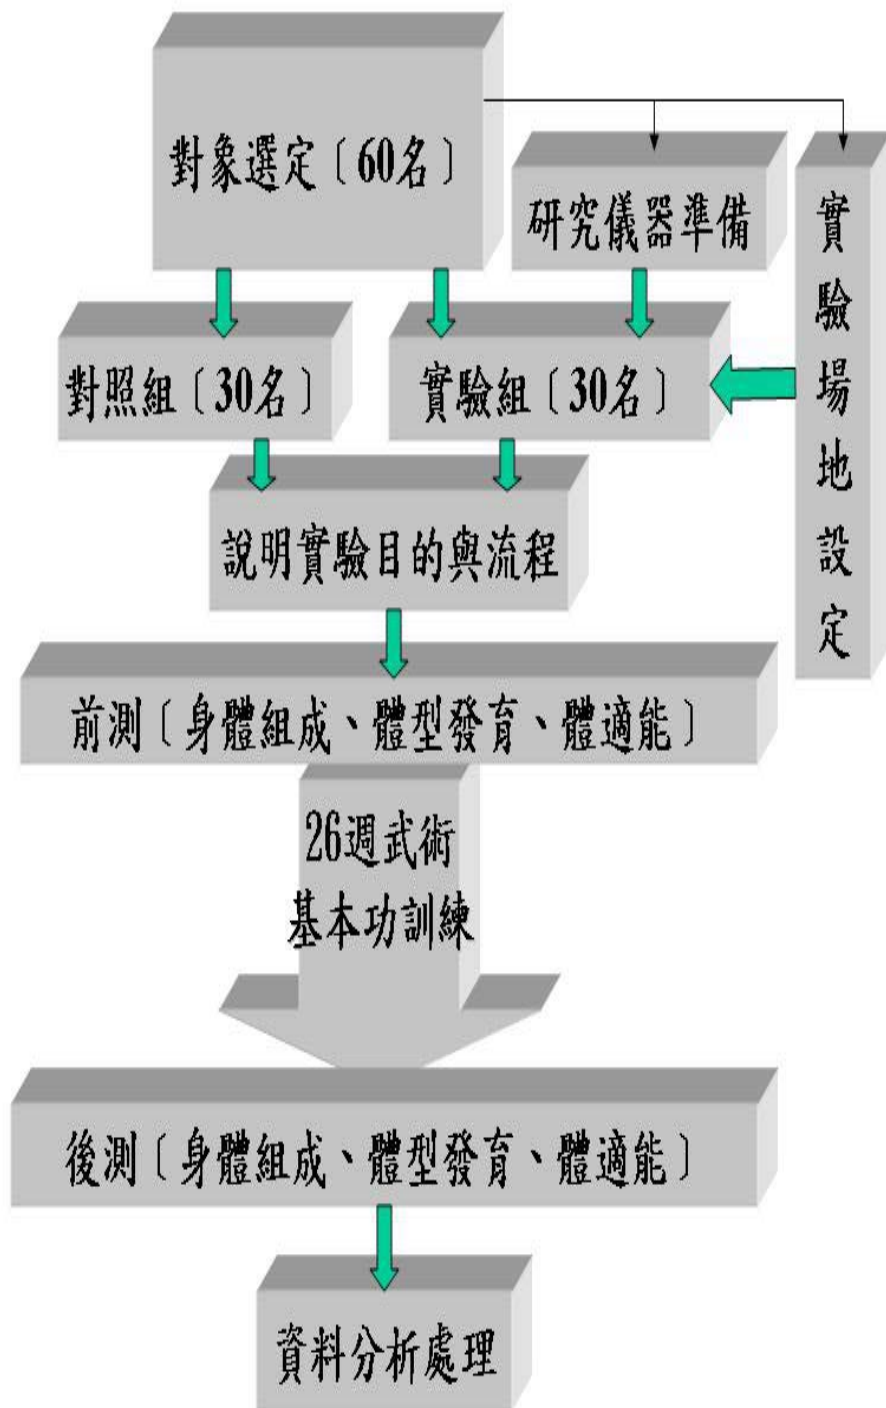 對象選定〔60名〕
研究儀器準備
實驗場地設定
對照組〔30名〕
實驗組〔30名〕
說明實驗目的與流程
前測〔身體組成、體型發育、體適能〕
26週武術
基本功訓練
後測〔身體組成、體型發育、體適能〕
資料分析處理